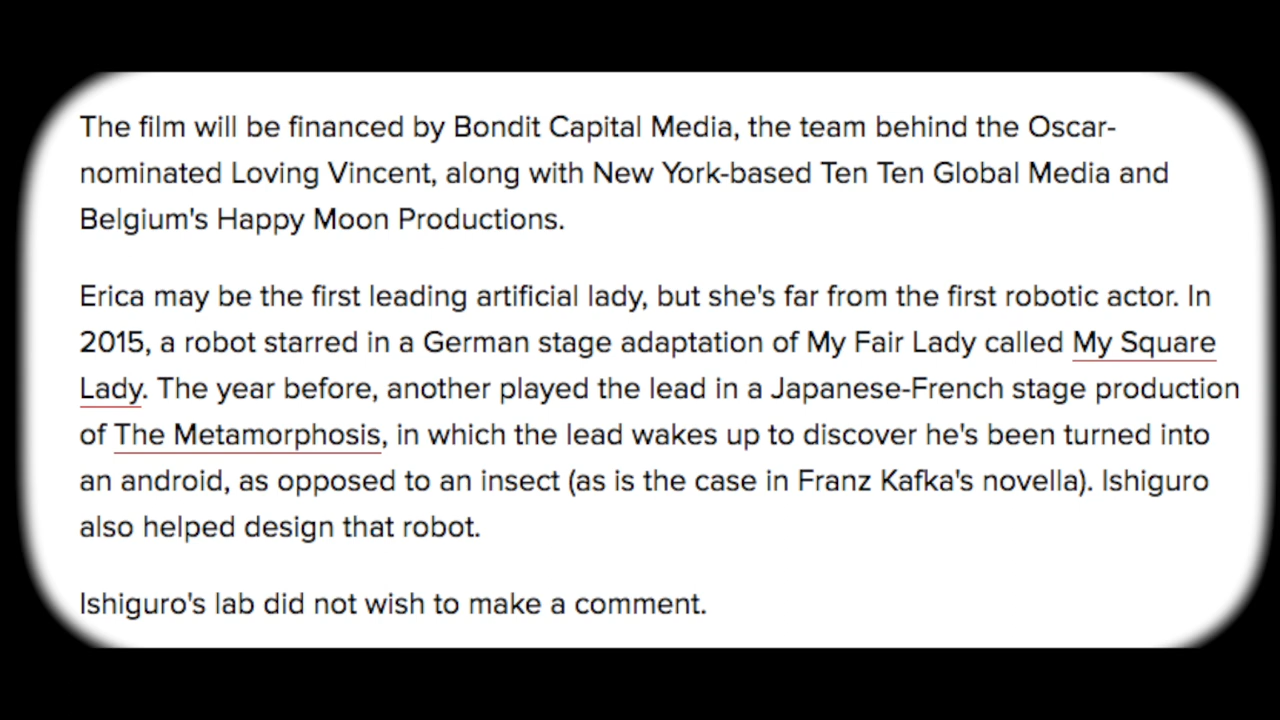 The film will be financed by Bondit Capital Media, the team behind the Oscar-
nominated Loving Vincent, along with New York-based Ten Ten Global Media and
Belgium's Happy Moon Productions.
Erica may be the first leading artificial lady, but she's far from the first robotic actor. In
2015, a robot starred in a German stage adaptation of My Fair Lady called My Square
Lady. The year before, another played the lead in a Japanese-French stage production
of The Metamorphosis, in which the lead wakes up to discover he's been turned into
an android, as opposed to an insect (as is the case in Franz Kafka's novella). Ishiguro
also helped design that robot.
Ishiguro's lab did not wish to make a comment.